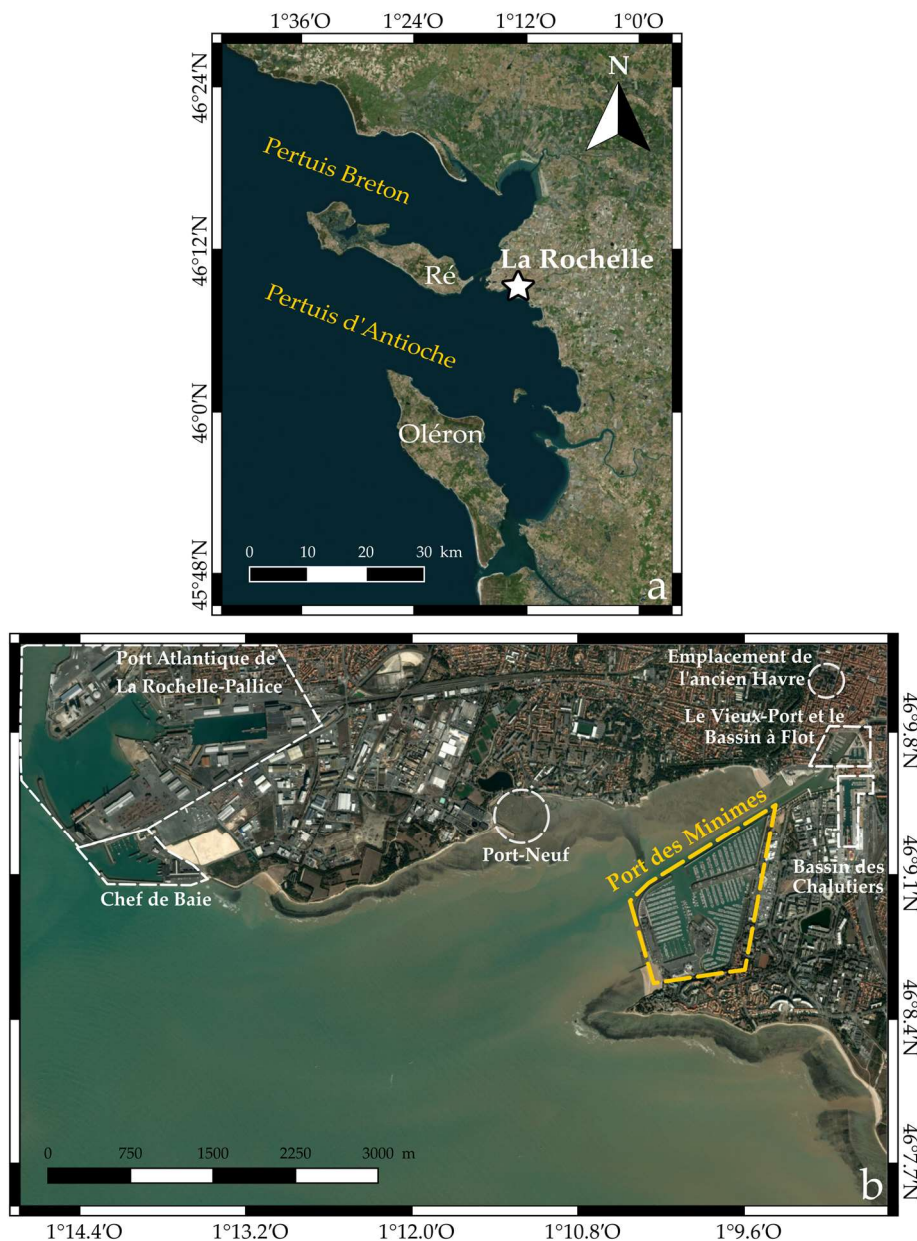 1°36′O 1°24′O 1°12′O 1°0′O
46°24′N
46°12′N
46°0′N
45°48′N
N
Pertuis Breton
La Rochelle
Ré
Pertuis d'Antioche
Oléron
0 10 20 30 km
a
Port Atlantique de
La Rochelle-Pallice
Emplacement de
l'ancien Havre
Le Vieux-Port et le
Bassin à Flot
Port-Neuf
Port des Minimes
Bassin des
Chalutiers
Chef de Baie
0 750 1500 2250 3000 m
b
46°9.8′N
46°9.1′N
46°8.4′N
46°7.7′N
1°14.4′O 1°13.2′O 1°12.0′O 1°10.8′O 1°9.6′O